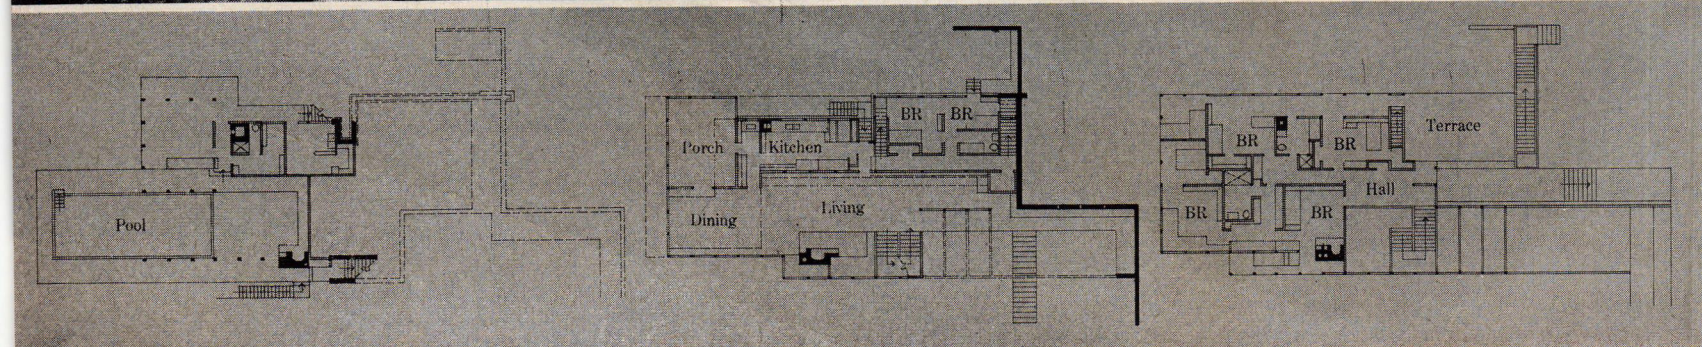 Pool
Porch
Kitchen
BR
BR
Dining
Living
BR
BR
Terrace
Hall
BR
BR